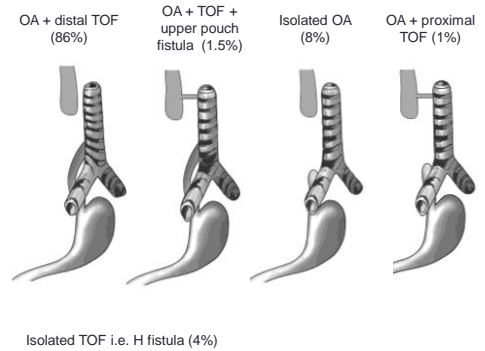 OA + distal TOF
(86%)
OA + TOF +
upper pouch
fistula (1.5%)
Isolated OA
(8%)
OA + proximal
TOF (1%)
Isolated TOF i.e. H fistula (4%)